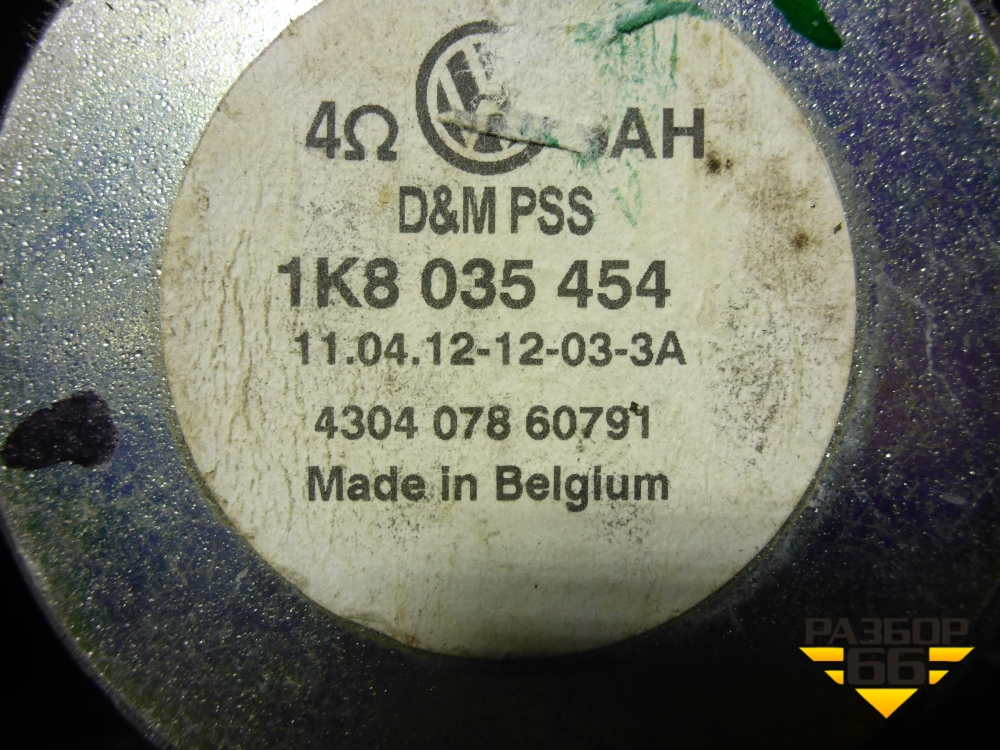 4Ω AH
D&M PSS
1K8 035 454
11.04.12-12-03-3A
4304 078 60791
Made in Belgium
РАЗБОР
66